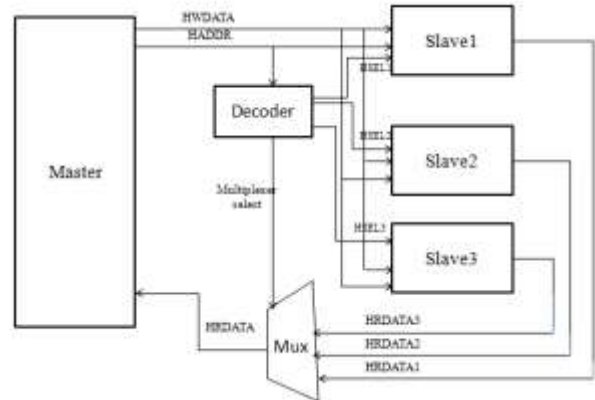 HWDATA
HADDR
Slave1
HSEL1
Decoder
HSEL2
Slave2
Master
Multiplexer
select
HSEL3
Slave3
HRDATA
Mux
HRDATA3
HRDATA2
HRDATA1